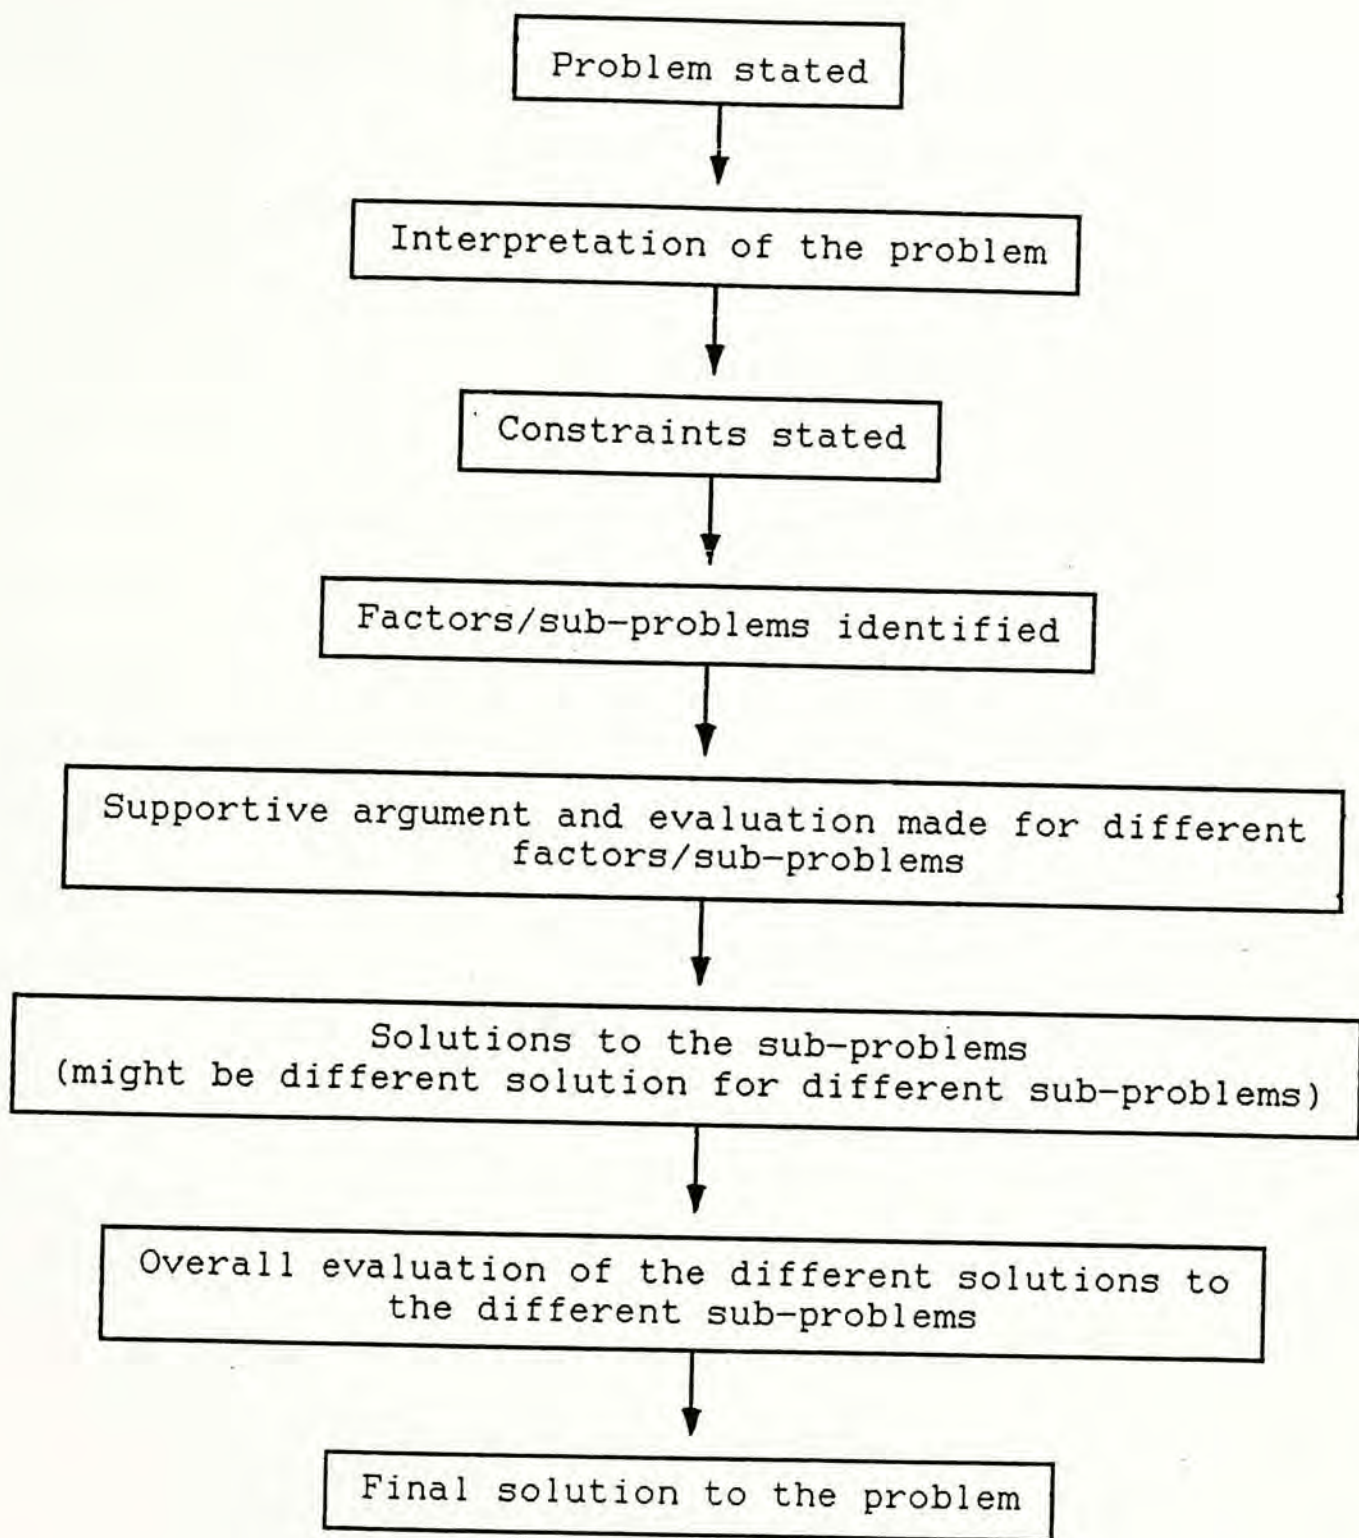 Problem stated
Interpretation of the problem
Constraints stated
Factors/sub-problems identified
Supportive argument and evaluation made for different
factors/sub-problems
Solutions to the sub-problems
(might be different solution for different sub-problems)
Overall evaluation of the different solutions to
the different sub-problems
Final solution to the problem